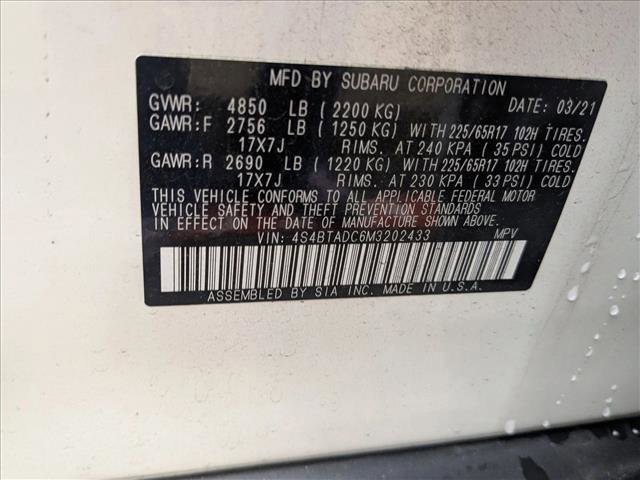 MFD BY SUBARU CORPORATION
GVWR: 4850 LB (2200 KG) DATE: 03/21
GAWR:F 2756 LB (1250 KG) WITH 225/65R17 102H TIRES.
17X7J RIMS. AT 240 KPA (35 PSI) COLD
GAWR:R 2690 LB (1220 KG) WITH 225/65R17 102H TIRES.
17X7J RIMS. AT 230 KPA (33 PSI) COLD
THIS VEHICLE CONFORMS TO ALL APPLICABLE FEDERAL MOTOR
VEHICLE SAFETY AND THEFT PREVENTION STANDARDS IN EFFECT
ON THE DATE OF MANUFACTURE SHOWN ABOVE.
VIN: 4S4BTADC6M3202433 MPV
ASSEMBLED BY SIA INC. MADE IN U.S.A.